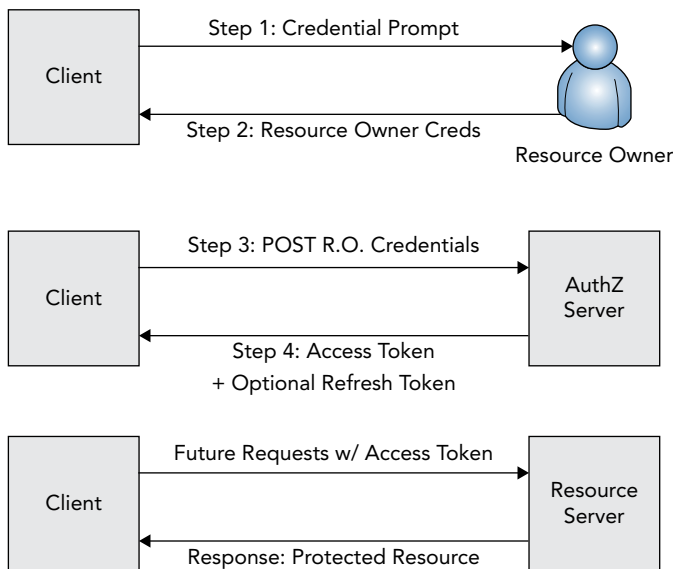 Step 1: Credential Prompt
Client
Step 2: Resource Owner Creds
Resource Owner
Step 3: POST R.O. Credentials
Client
AuthZ
Server
Step 4: Access Token
+ Optional Refresh Token
Future Requests w/ Access Token
Client
Resource
Server
Response: Protected Resource